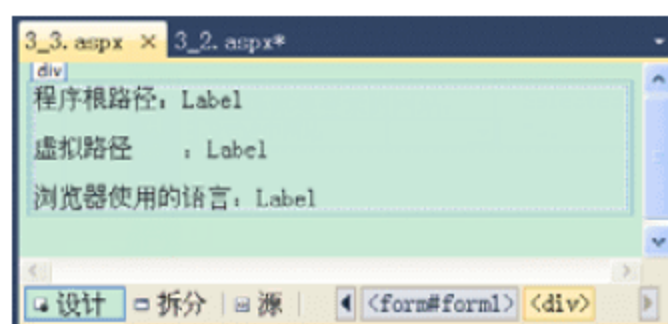 3_3.aspx × 3_2.aspx*
div
程序根路径：Label
虚拟路径 ：Label
浏览器使用的语言：Label
设计 拆分 源 <form#form1> <div>